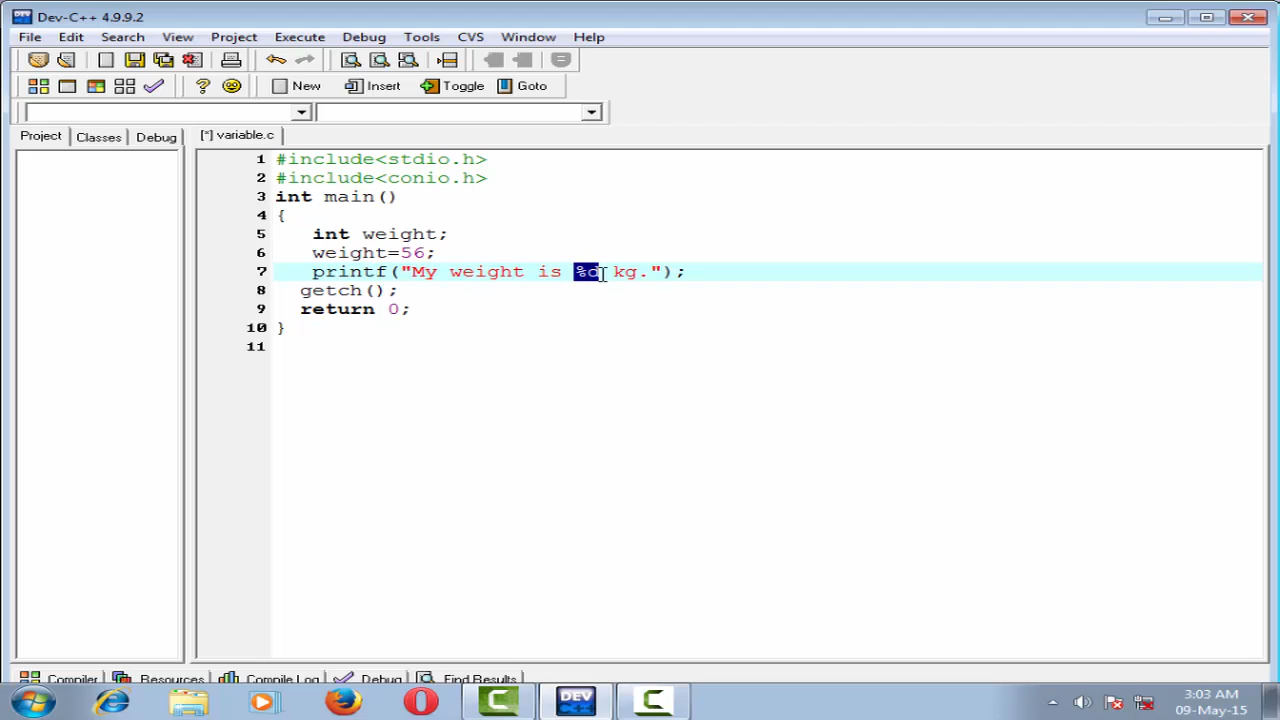 Dev-C++ 4.9.9.2
File Edit Search View Project Execute Debug Tools CVS Window Help
New Insert Toggle Goto
Project Classes Debug [*] variable.c
1 #include<stdio.h>
2 #include<conio.h>
3 int main()
4 {
5 int weight;
6 weight=56;
7 printf("My weight is %d kg.");
8 getch();
9 return 0;
10 }
11
Compiler Resources Compile Log Debug Find Results
DEV C++
3:03 AM
09-May-15